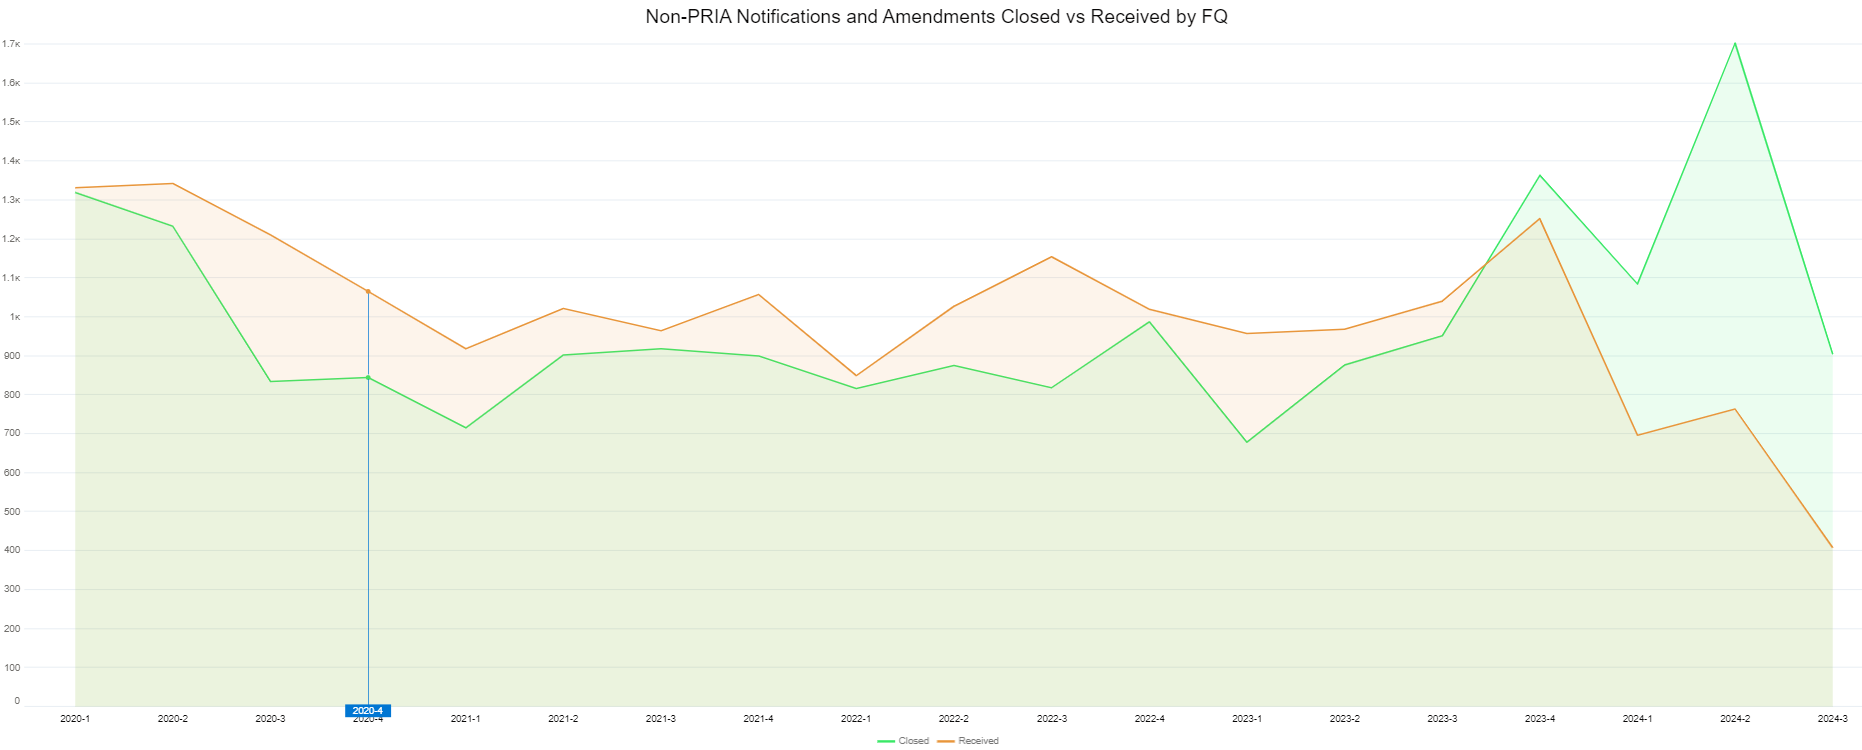 Non-PRIA Notifications and Amendments Closed vs Received by FQ
1.7K
1.6K
1.5K
1.4K
1.3K
1.2K
1.1K
1K
900
800
700
600
500
400
300
200
100
0
2020-4
2020-1 2020-2 2020-3 2020-4 2021-1 2021-2 2021-3 2021-4 2022-1 2022-2 2022-3 2022-4 2023-1 2023-2 2023-3 2023-4 2024-1 2024-2 2024-3
Closed Received